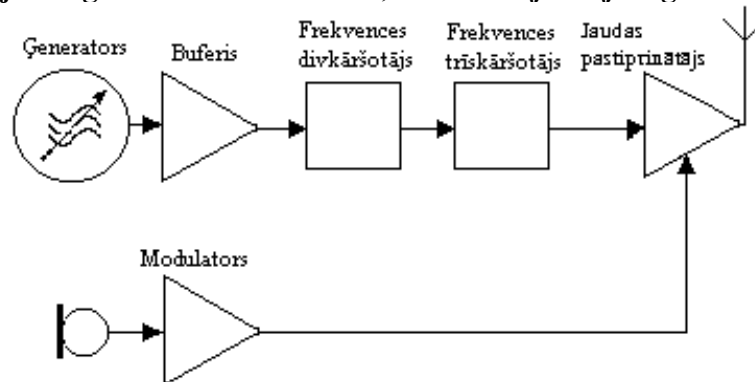 Ģenerators
Buferis
Frekvences
divkāršotājs
Frekvences
trīskāršotājs
Jaudas
pastiprinātājs
Modulators